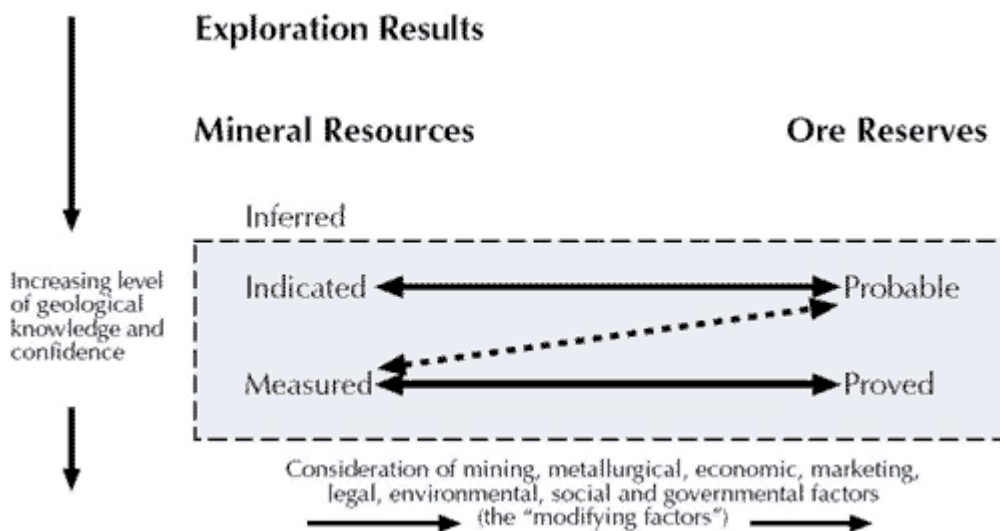 Exploration Results
Mineral Resources
Ore Reserves
Inferred
Increasing level
of geological
knowledge and
confidence
Indicated
Probable
Measured
Proved
Consideration of mining, metallurgical, economic, marketing,
legal, environmental, social and governmental factors
(the “modifying factors”)